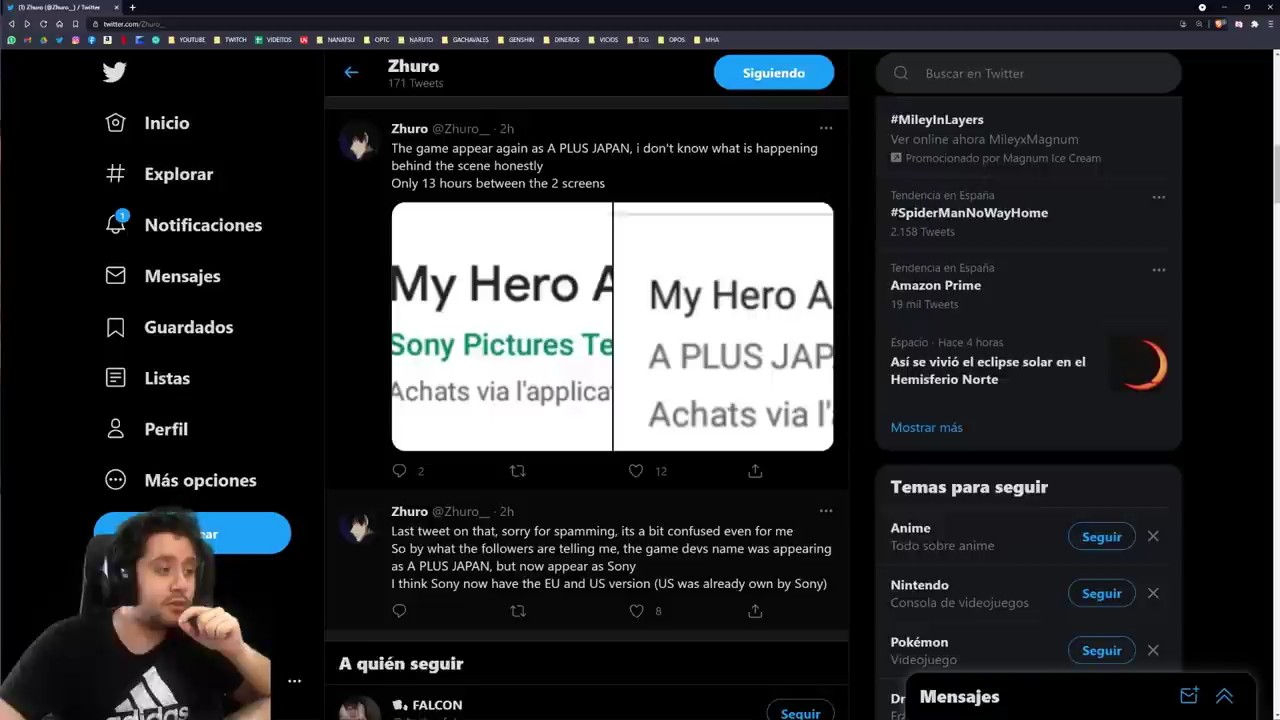 (1) Zhuro (@Zhuro__) / Twitter
twitter.com/Zhuro__
YOUTUBE
TWITCH
VIDEITOS
NANATSU
OPTC
NARUTO
GACHAVALES
GENSHIN
DINEROS
VICIOS
TCG
OPOS
MHA
Inicio
Explorar
1
Notificaciones
Mensajes
Guardados
Listas
Perfil
Más opciones
Zhuro
171 Tweets
Siguiendo
Zhuro @Zhuro__ · 2h
The game appear again as A PLUS JAPAN, i don't know what is happening
behind the scene honestly
Only 13 hours between the 2 screens
My Hero A
Sony Pictures Te
Achats via l'applica
My Hero A
A PLUS JAP
Achats via l'
2
12
Zhuro @Zhuro__ · 2h
Last tweet on that, sorry for spamming, its a bit confused even for me
So by what the followers are telling me, the game devs name was appearing
as A PLUS JAPAN, but now appear as Sony
I think Sony now have the EU and US version (US was already own by Sony)
8
A quién seguir
FALCON
Seguir
Buscar en Twitter
#MileyInLayers
Ver online ahora MileyxMagnum
Promocionado por Magnum Ice Cream
Tendencia en España
#SpiderManNoWayHome
2.158 Tweets
Tendencia en España
Amazon Prime
19 mil Tweets
Espacio · Hace 4 horas
Así se vivió el eclipse solar en el
Hemisferio Norte
Mostrar más
Temas para seguir
Anime
Todo sobre anime
Seguir
Nintendo
Consola de videojuegos
Seguir
Pokémon
Videojuego
Seguir
Mensajes
adidas